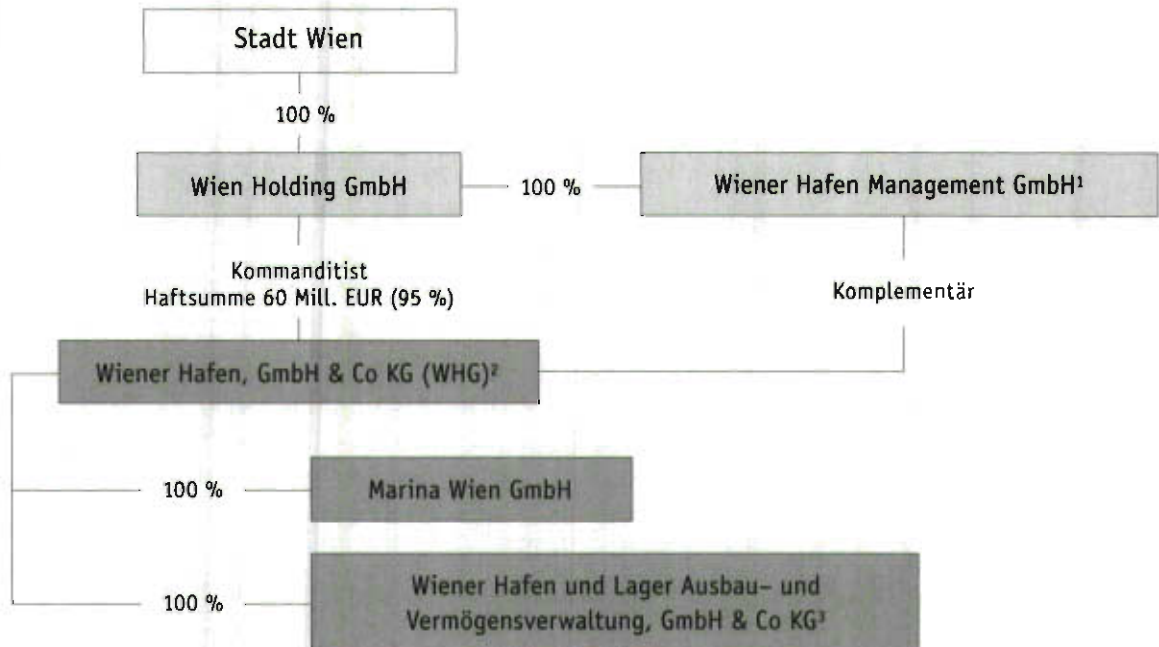 Stadt Wien
100 %
Wien Holding GmbH
100 %
Wiener Hafen Management GmbH¹
Kommanditist
Haftsumme 60 Mill. EUR (95 %)
Komplementär
Wiener Hafen, GmbH & Co KG (WHG)²
100 %
Marina Wien GmbH
100 %
Wiener Hafen und Lager Ausbau– und
Vermögensverwaltung, GmbH & Co KG³